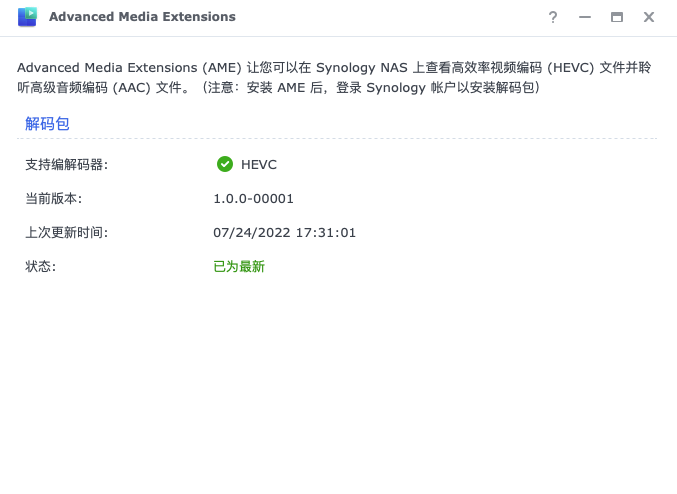 Advanced Media Extensions
Advanced Media Extensions (AME) 让您可以在 Synology NAS 上查看高效率视频编码 (HEVC) 文件并聆
听高级音频编码 (AAC) 文件。（注意：安装 AME 后，登录 Synology 帐户以安装解码包）
解码包
支持编解码器: HEVC
当前版本: 1.0.0-00001
上次更新时间: 07/24/2022 17:31:01
状态: 已为最新